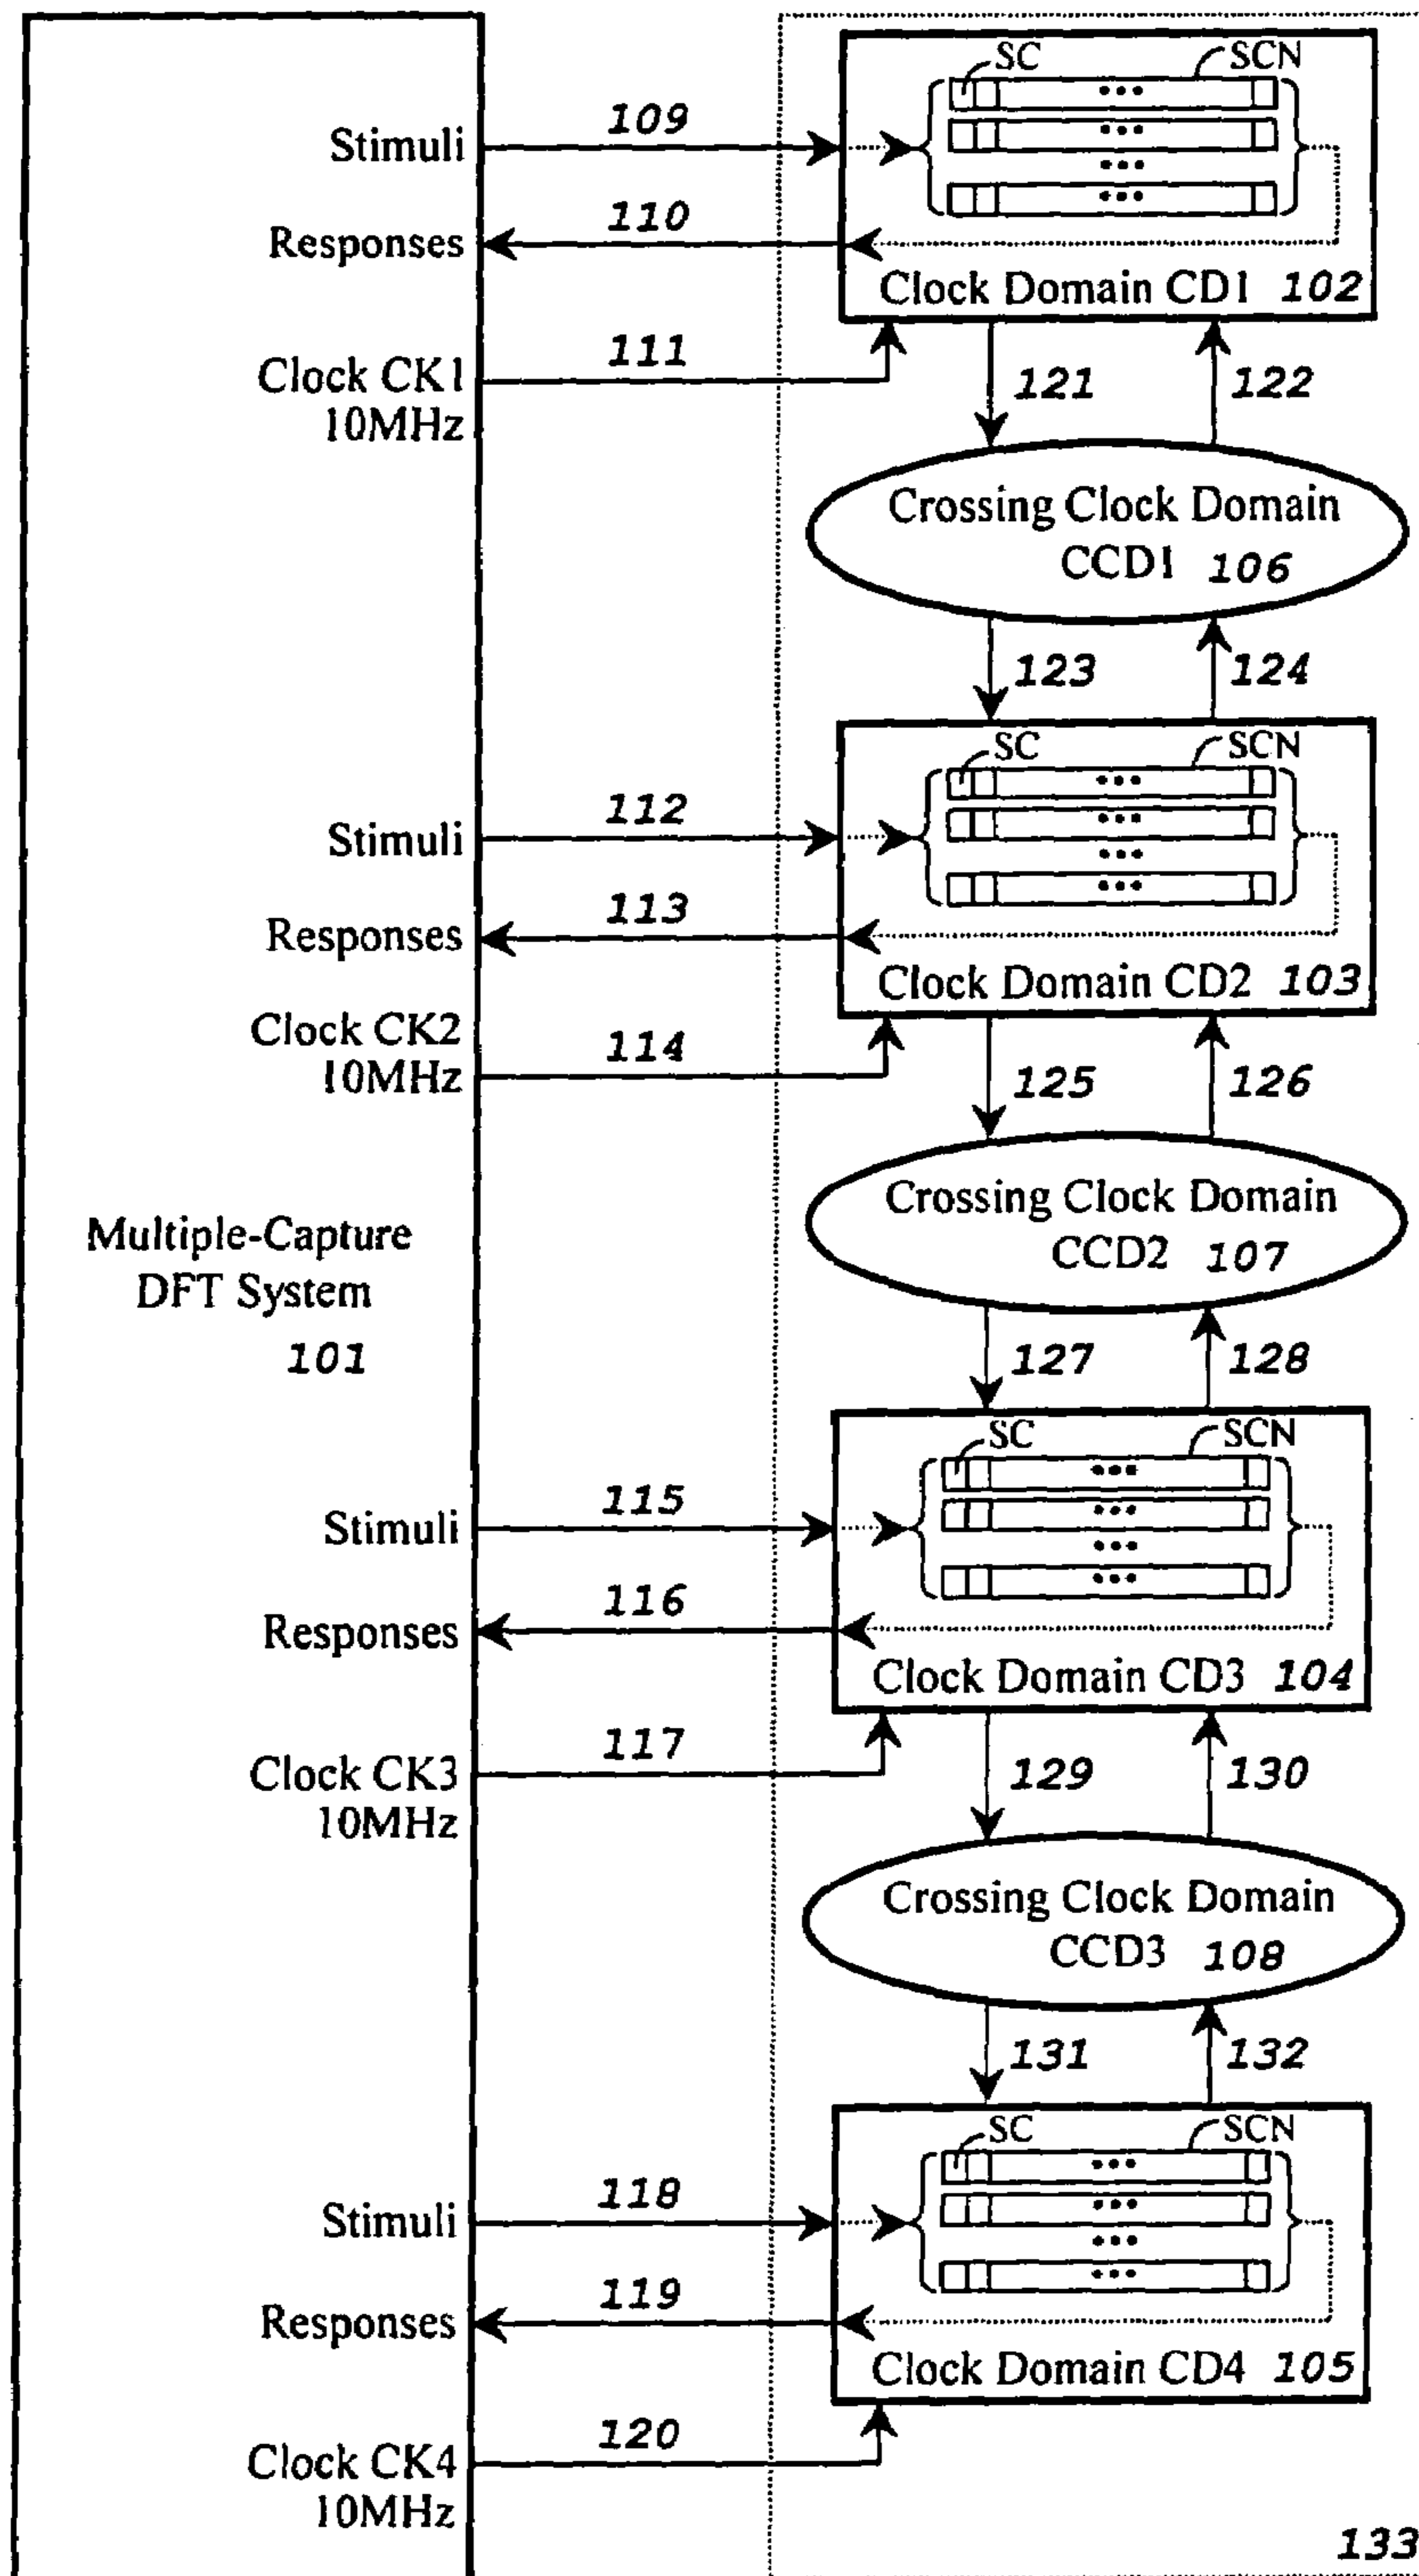 SC SCN
Stimuli 109
Responses 110
Clock Domain CD1 102
Clock CK1 111
10MHz
121 122
Crossing Clock Domain
CCD1 106
123 124
SC SCN
Stimuli 112
Responses 113
Clock Domain CD2 103
Clock CK2 114
10MHz
125 126
Crossing Clock Domain
CCD2 107
Multiple-Capture
DFT System
101
127 128
SC SCN
Stimuli 115
Responses 116
Clock Domain CD3 104
Clock CK3 117
10MHz
129 130
Crossing Clock Domain
CCD3 108
131 132
SC SCN
Stimuli 118
Responses 119
Clock Domain CD4 105
Clock CK4 120
10MHz
133